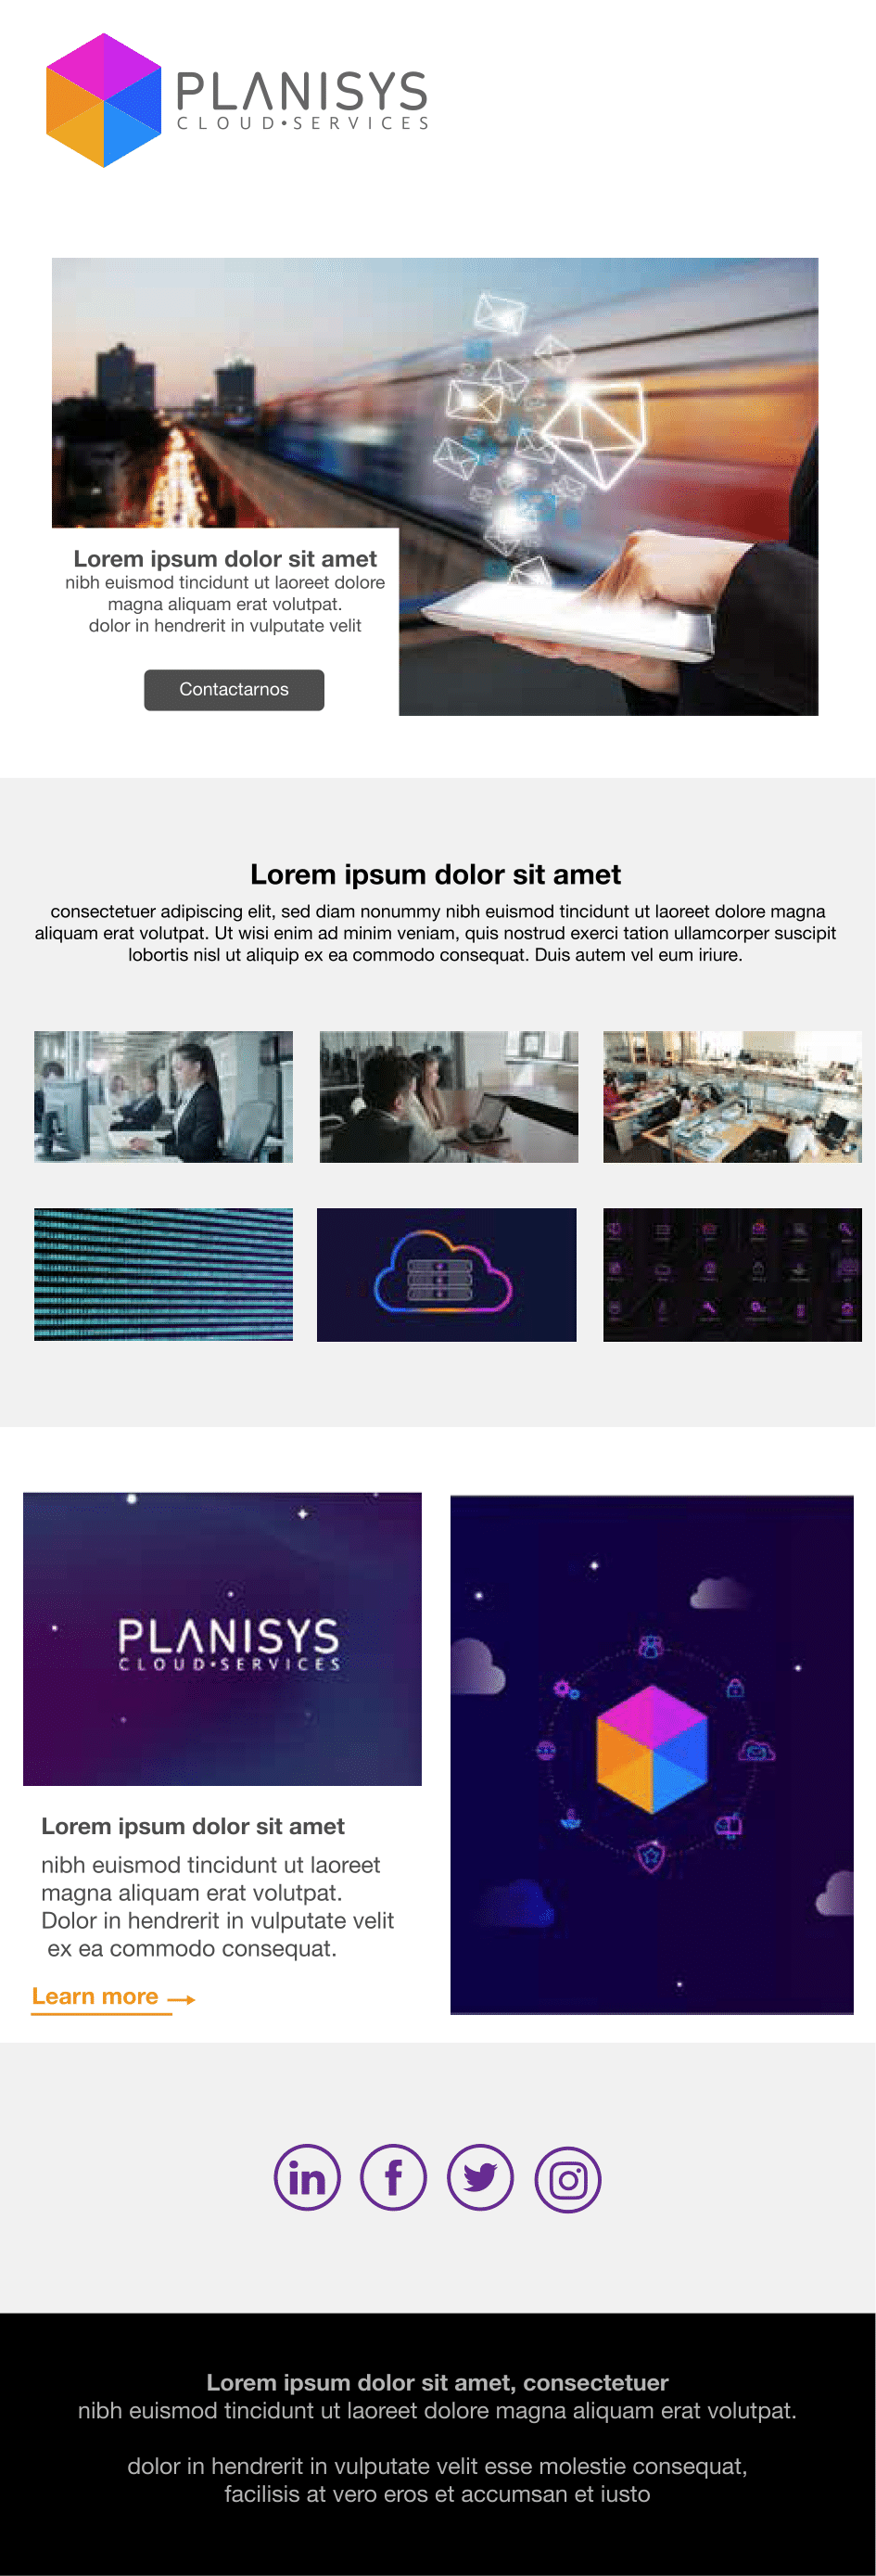 PLANISYS
CLOUD•SERVICES
Lorem ipsum dolor sit amet
nibh euismod tincidunt ut laoreet dolore
magna aliquam erat volutpat.
dolor in hendrerit in vulputate velit
Contactarnos
Lorem ipsum dolor sit amet
consectetuer adipiscing elit, sed diam nonummy nibh euismod tincidunt ut laoreet dolore magna
aliquam erat volutpat. Ut wisi enim ad minim veniam, quis nostrud exerci tation ullamcorper suscipit
lobortis nisl ut aliquip ex ea commodo consequat. Duis autem vel eum iriure.
PLANISYS
CLOUD•SERVICES
Lorem ipsum dolor sit amet
nibh euismod tincidunt ut laoreet
magna aliquam erat volutpat.
Dolor in hendrerit in vulputate velit
ex ea commodo consequat.
Learn more
in
f
Lorem ipsum dolor sit amet, consectetuer
nibh euismod tincidunt ut laoreet dolore magna aliquam erat volutpat.
dolor in hendrerit in vulputate velit esse molestie consequat,
facilisis at vero eros et accumsan et iusto